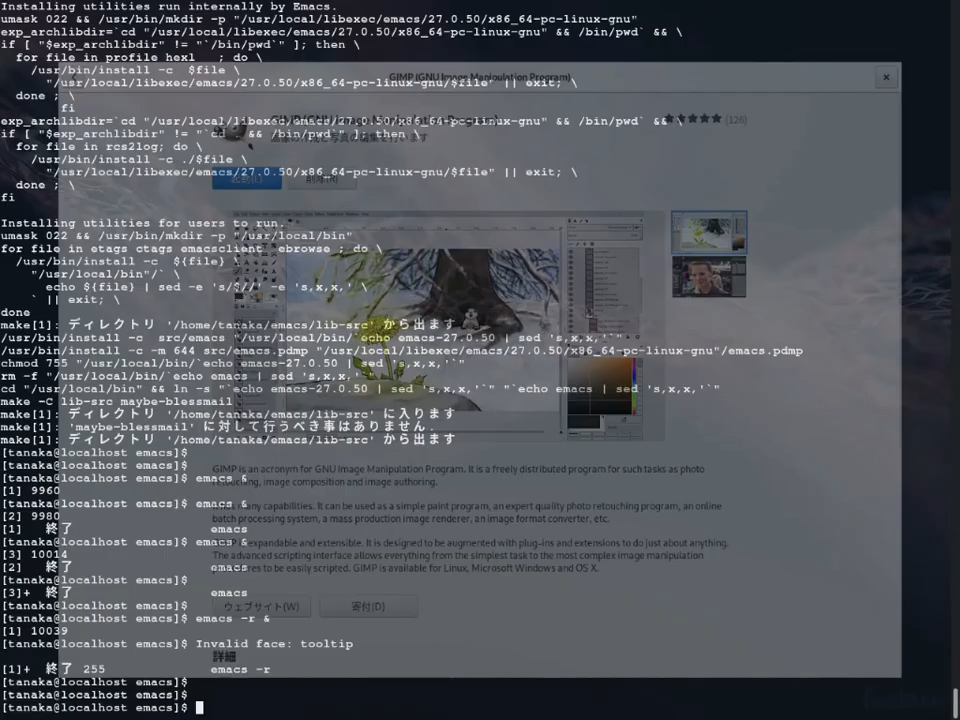 Installing utilities run internally by Emacs.
umask 022 && /bin/mkdir -p "/usr/local/libexec/emacs/27.0.50/x86_64-pc-linux-gnu"
exp_archlibdir=`cd "/usr/local/libexec/emacs/27.0.50/x86_64-pc-linux-gnu" && /bin/pwd` && \
if [ "$exp_archlibdir" != "`/bin/pwd`" ]; then \
for file in profile hexl ; do \
/usr/bin/install -c $file \
"/usr/local/libexec/emacs/27.0.50/x86_64-pc-linux-gnu/$file" || exit; \
done ; \
fi
GIMP (GNU Image Manipulation Program)
exp_archlibdir=`cd "/usr/local/libexec/emacs/27.0.50/x86_64-pc-linux-gnu" && /bin/pwd` && \
(126)
if [ "$exp_archlibdir" != "`cd && /bin/pwd`" ]; then \
for file in rcs2log; do \
/usr/bin/install -c ./$file \
"/usr/local/libexec/emacs/27.0.50/x86_64-pc-linux-gnu/$file" || exit; \
done ; \
fi
起動(L)
削除(R)
Installing utilities for users to run.
umask 022 && /bin/mkdir -p "/usr/local/bin"
for file in etags ctags emacsclient ebrowse ; do \
/usr/bin/install -c ${file} \
"/usr/local/bin"/` \
echo ${file} | sed -e 's/$//' -e 's,x,x,' \
` || exit; \
done
make[1]: ディレクトリ '/home/tanaka/emacs/lib-src' から出ます
/usr/bin/install -c src/emacs "/usr/local/bin/`echo emacs-27.0.50 | sed 's,x,x,'`"
/usr/bin/install -c -m 644 src/emacs.pdmp "/usr/local/libexec/emacs/27.0.50/x86_64-pc-linux-gnu"/emacs.pdmp
chmod 755 "/usr/local/bin/`echo emacs-27.0.50 | sed 's,x,x,'`"
rm -f "/usr/local/bin/`echo emacs | sed 's,x,x,'`"
cd "/usr/local/bin" && ln -s "`echo emacs-27.0.50 | sed 's,x,x,'`" "`echo emacs | sed 's,x,x,'`"
make -C lib-src maybe-blessmail
make[1]: ディレクトリ '/home/tanaka/emacs/lib-src' に入ります
make[1]: 'maybe-blessmail' に対して行うべき事はありません.
make[1]: ディレクトリ '/home/tanaka/emacs/lib-src' から出ます
[tanaka@localhost emacs]$
[tanaka@localhost emacs]$
GIMP is an acronym for GNU Image Manipulation Program. It is a freely distributed program for such tasks as photo
[tanaka@localhost emacs]$ emacs &
retouching, image composition and image authoring.
[1] 9960
[tanaka@localhost emacs]$ emacs &
many capabilities. It can be used as a simple paint program, an expert quality photo retouching program, an online
[2] 9980
batch processing system, a mass production image renderer, an image format converter, etc.
[1] 終了 emacs
[tanaka@localhost emacs]$ emacs &
expandable and extensible. It is designed to be augmented with plug-ins and extensions to do just about anything.
[3] 10014
The advanced scripting interface allows everything from the simplest task to the most complex image manipulation
[2] 終了 emacs
procedures to be easily scripted. GIMP is available for Linux, Microsoft Windows and OS X.
[tanaka@localhost emacs]$
[3]+ 終了 emacs
[tanaka@localhost emacs]$
ウェブサイト(W)
寄付(D)
[tanaka@localhost emacs]$ emacs -r &
[1] 10039
[tanaka@localhost emacs]$ Invalid face: tooltip
詳細
[1]+ 終了 255 emacs -r
[tanaka@localhost emacs]$
[tanaka@localhost emacs]$
[tanaka@localhost emacs]$